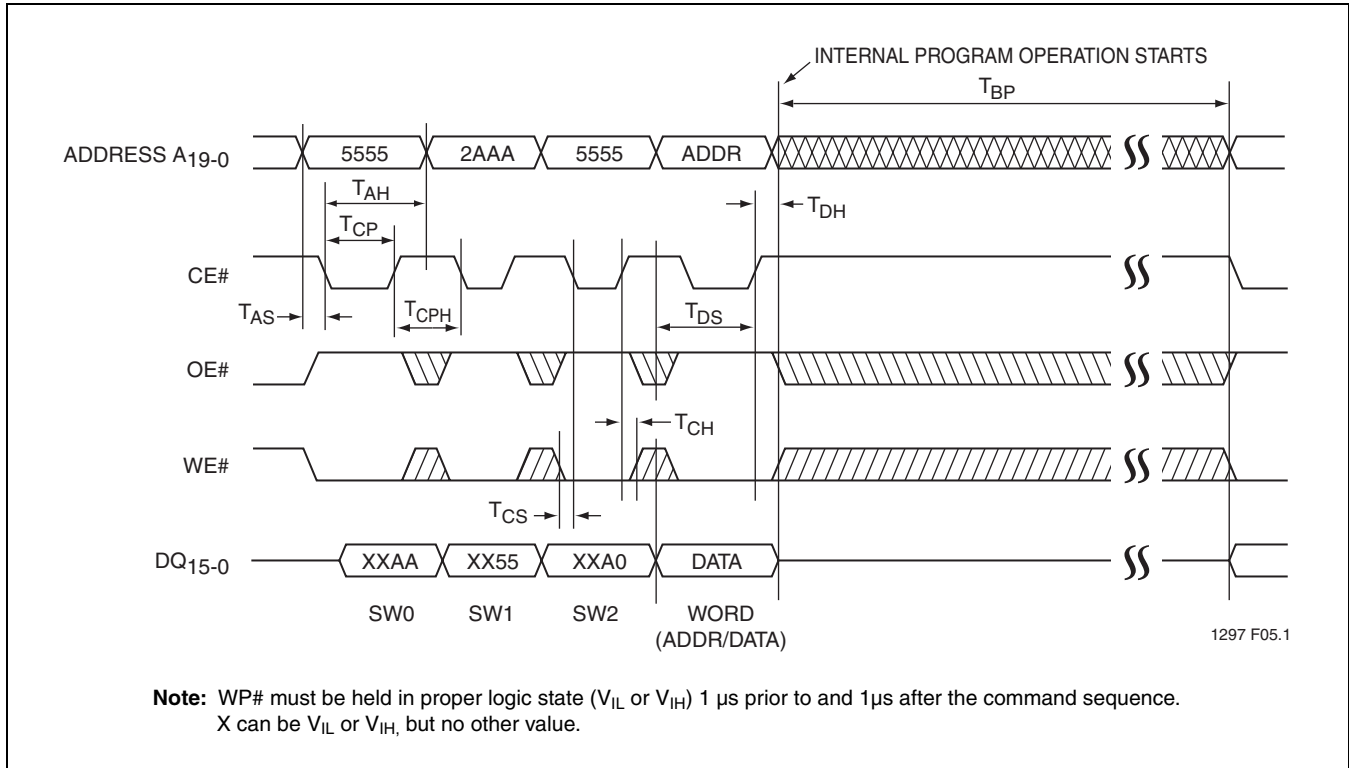 INTERNAL PROGRAM OPERATION STARTS
TBP
ADDRESS A19-0
5555
2AAA
5555
ADDR
TAH
TDH
TCP
CE#
TAS
TCPH
TDS
OE#
TCH
WE#
TCS
DQ15-0
XXAA
XX55
XXA0
DATA
SW0
SW1
SW2
WORD
(ADDR/DATA)
1297 F05.1
Note: WP# must be held in proper logic state (VIL or VIH) 1 µs prior to and 1µs after the command sequence.
X can be VIL or VIH, but no other value.